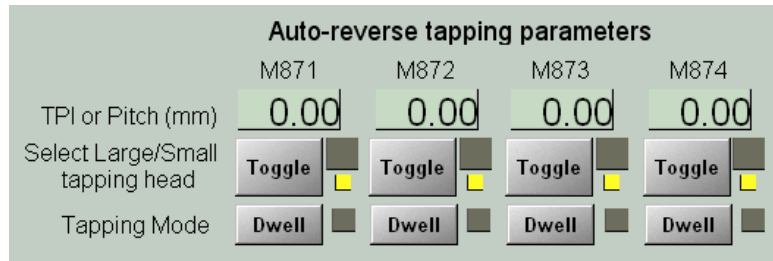 Auto-reverse tapping parameters
M871 M872 M873 M874
TPI or Pitch (mm) 0.00 0.00 0.00 0.00
Select Large/Small
tapping head Toggle Toggle Toggle Toggle
Tapping Mode Dwell Dwell Dwell Dwell